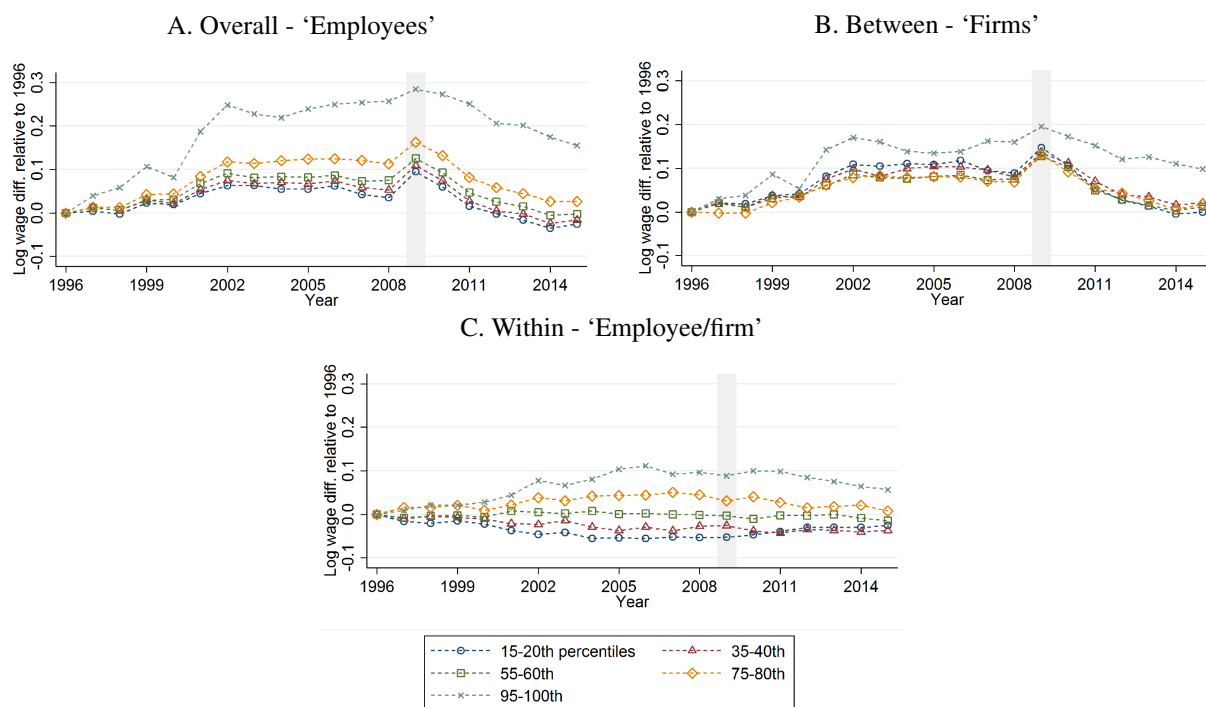 A. Overall - ‘Employees’
Log wage diff. relative to 1996
0.3
0.2
0.1
0.0
-0.1
1996 1999 2002 2005 2008 2011 2014
Year
B. Between - ‘Firms’
Log wage diff. relative to 1996
0.3
0.2
0.1
0.0
-0.1
1996 1999 2002 2005 2008 2011 2014
Year
C. Within - ‘Employee/firm’
Log wage diff. relative to 1996
0.3
0.2
0.1
0.0
-0.1
1996 1999 2002 2005 2008 2011 2014
Year
15-20th percentiles 35-40th
55-60th 75-80th
95-100th